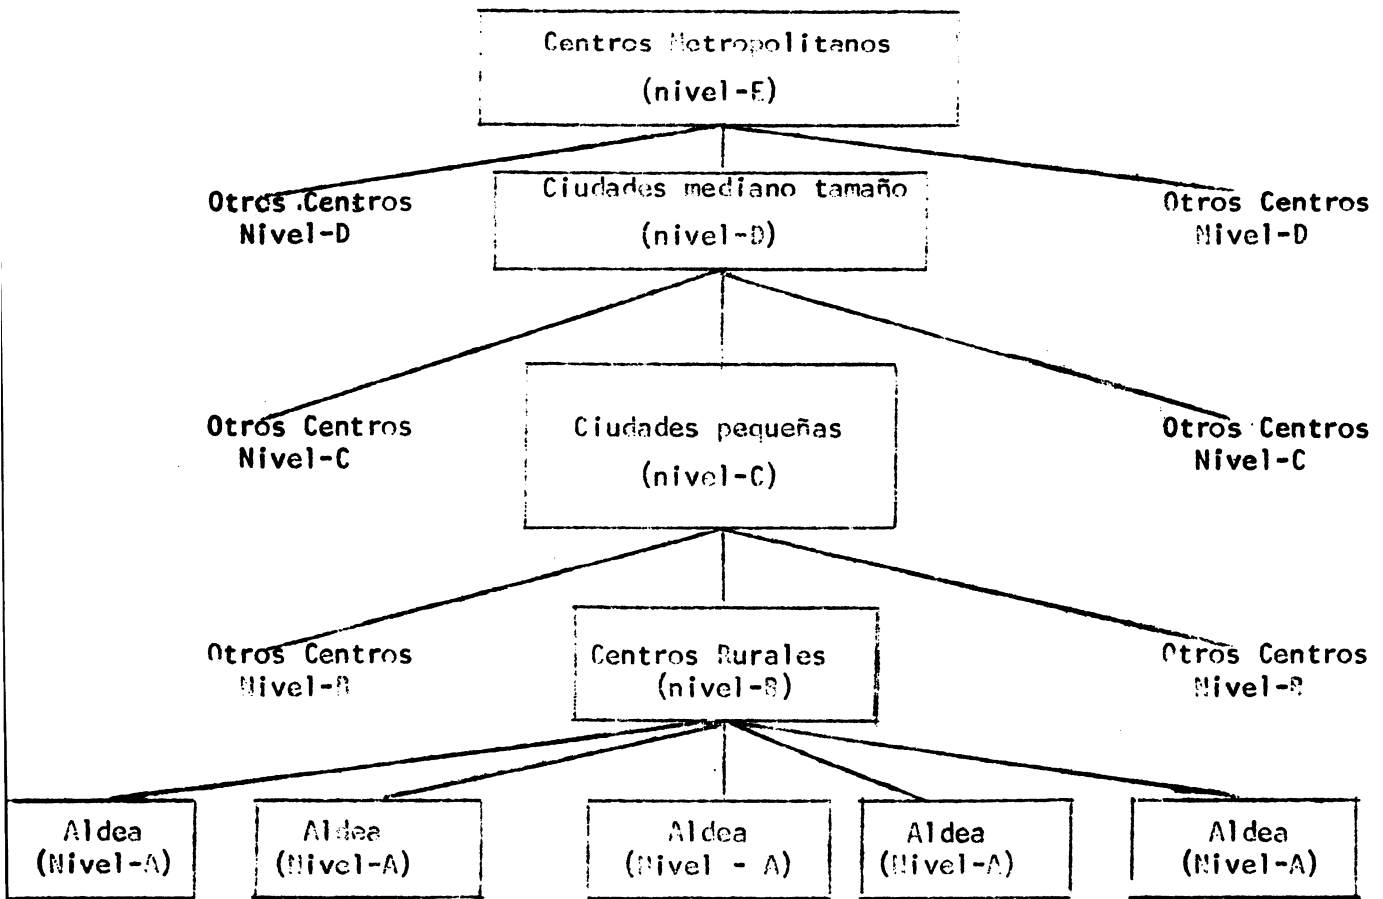 Centros Metropolitanos
(nivel-E)
Otros Centros
Nivel-D
Ciudades mediano tamaño
(nivel-D)
Otros Centros
Nivel-D
Otros Centros
Nivel-C
Ciudades pequeñas
(nivel-C)
Otros Centros
Nivel-C
Otros Centros
Nivel-B
Centros Rurales
(nivel-B)
Otros Centros
Nivel-B
Aldea
(Nivel-A)
Aldea
(Nivel-A)
Aldea
(Nivel - A)
Aldea
(Nivel-A)
Aldea
(Nivel-A)